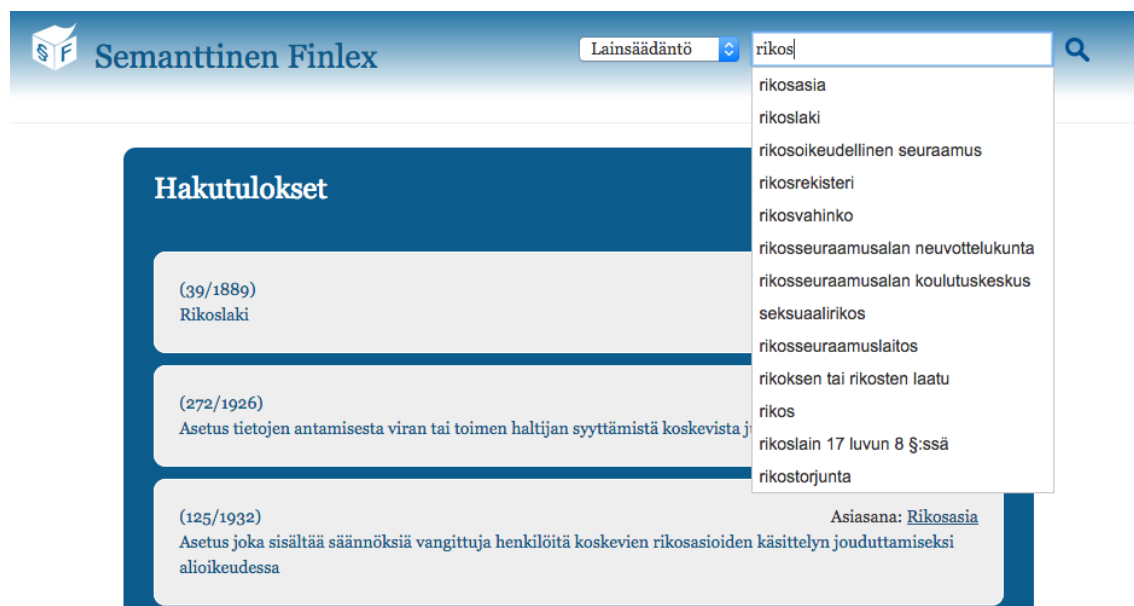 § F
Semanttinen Finlex
Lainsäädäntö
rikos
rikosasia
rikoslaki
rikosoikeudellinen seuraamus
rikosrekisteri
rikosvahinko
rikosseuraamusalan neuvottelukunta
rikosseuraamusalan koulutuskeskus
seksuaalirikos
rikosseuraamuslaitos
rikoksen tai rikosten laatu
rikos
rikoslain 17 luvun 8 §:ssä
rikostorjunta
Hakutulokset
(39/1889)
Rikoslaki
(272/1926)
Asetus tietojen antamisesta viran tai toimen haltijan syyttämistä koskevista
(125/1932)
Asiasana: Rikosasia
Asetus joka sisältää säännöksiä vangittuja henkilöitä koskevien rikosasioiden käsittelyn jouduttamiseksi
alioikeudessa